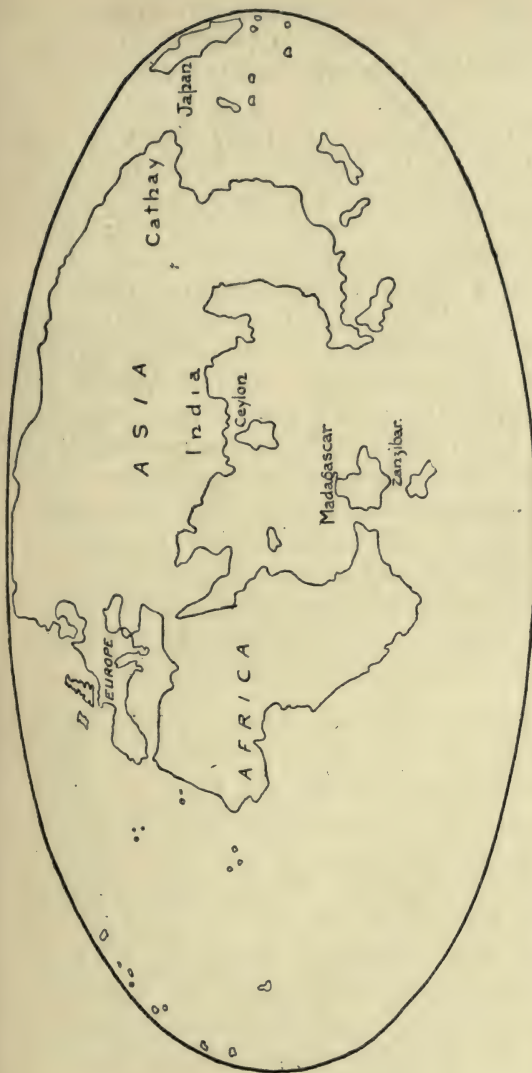 Japan
Cathay
ASIA
India
Ceylon
EUROPE
Madagascar
Zanzibar.
AFRICA